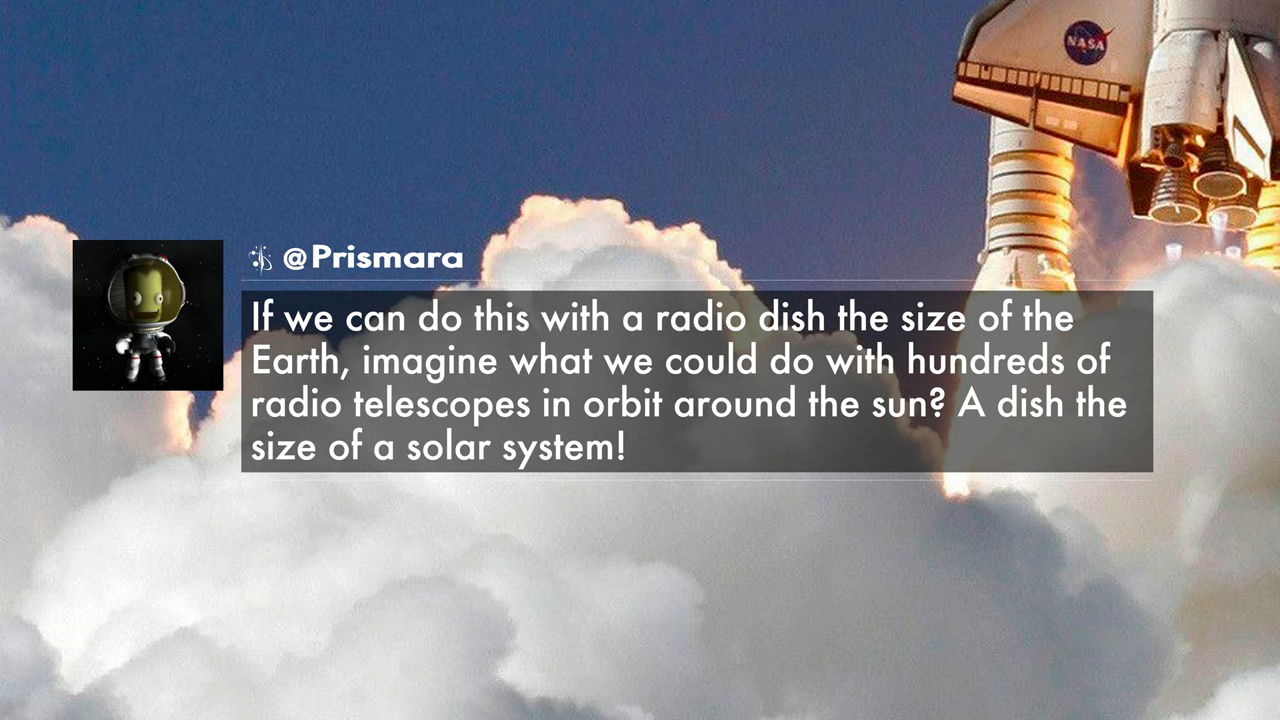 NASA
@Prismara
If we can do this with a radio dish the size of the
Earth, imagine what we could do with hundreds of
radio telescopes in orbit around the sun? A dish the
size of a solar system!